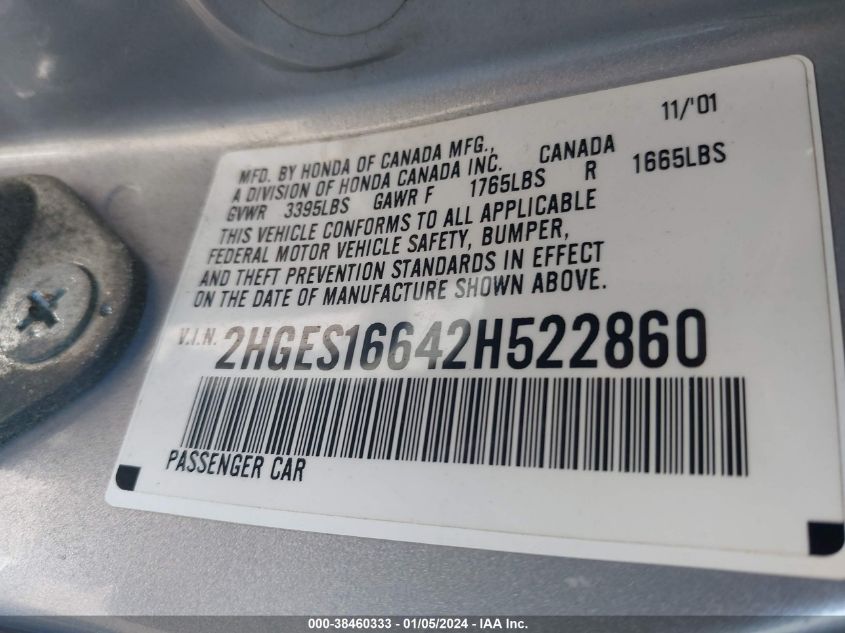 11/'01
MFD. BY HONDA OF CANADA MFG.,
A DIVISION OF HONDA CANADA INC. CANADA
GVWR 3395LBS GAWR F 1765LBS R 1665LBS
THIS VEHICLE CONFORMS TO ALL APPLICABLE
FEDERAL MOTOR VEHICLE SAFETY, BUMPER,
AND THEFT PREVENTION STANDARDS IN EFFECT
ON THE DATE OF MANUFACTURE SHOWN ABOVE.
V.I.N. 2HGES16642H522860
PASSENGER CAR
000-38460333 - 01/05/2024 - IAA Inc.